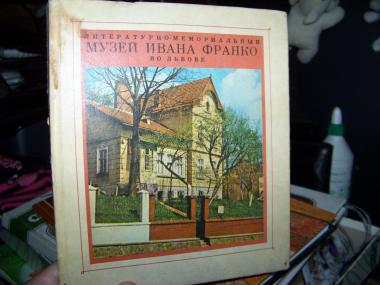 ЛИТЕРАТУРНО-МЕМОРИАЛЬНЫЙ
МУЗЕЙ ИВАНА ФРАНКО
ВО ЛЬВОВЕ